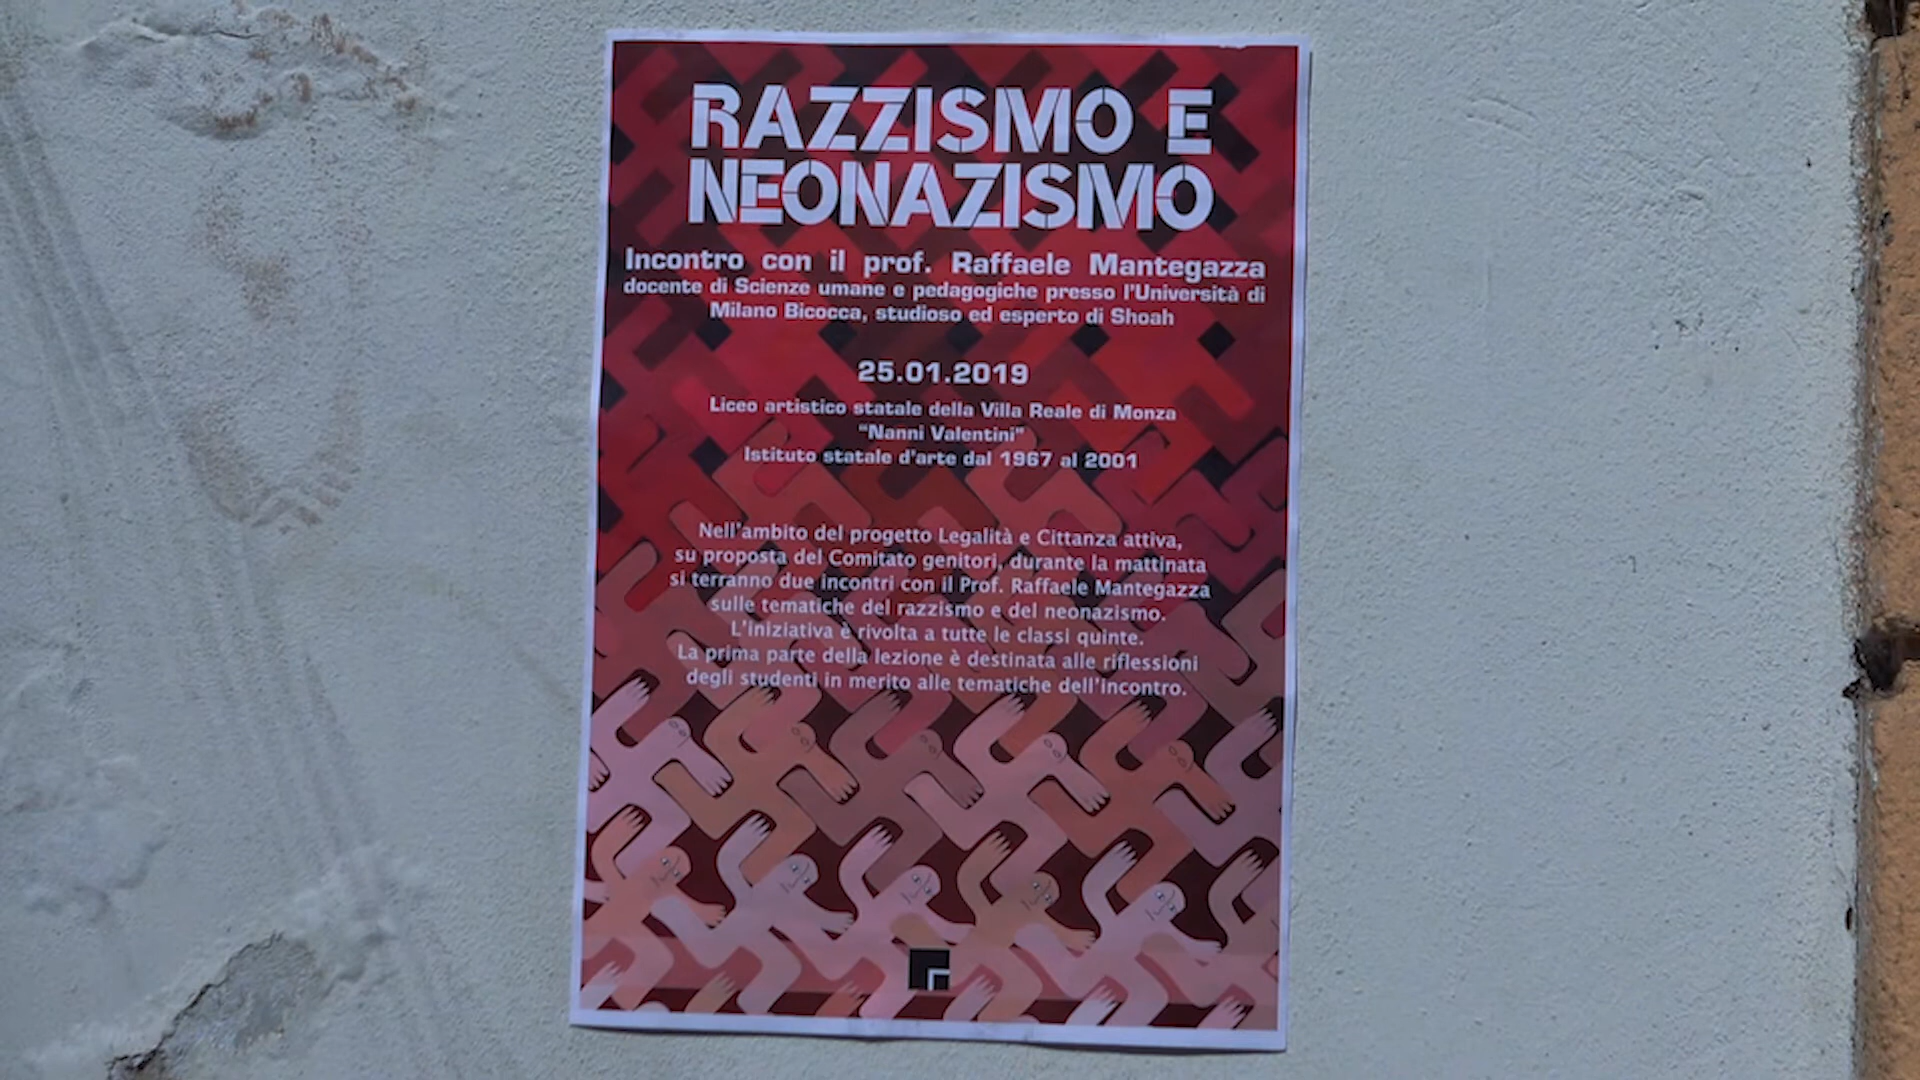 RAZZISMO E
NEONAZISMO
Incontro con il prof. Raffaele Mantegazza
docente di Scienze umane e pedagogiche presso l'Università di
Milano Bicocca, studioso ed esperto di Shoah
25.01.2019
Liceo artistico statale della Villa Reale di Monza
"Nanni Valentini"
Istituto statale d'arte dal 1967 al 2001
Nell'ambito del progetto Legalità e Cittanza attiva,
su proposta del Comitato genitori, durante la mattinata
si terranno due incontri con il Prof. Raffaele Mantegazza
sulle tematiche del razzismo e del neonazismo.
L'iniziativa è rivolta a tutte le classi quinte.
La prima parte della lezione è destinata alle riflessioni
degli studenti in merito alle tematiche dell'incontro.